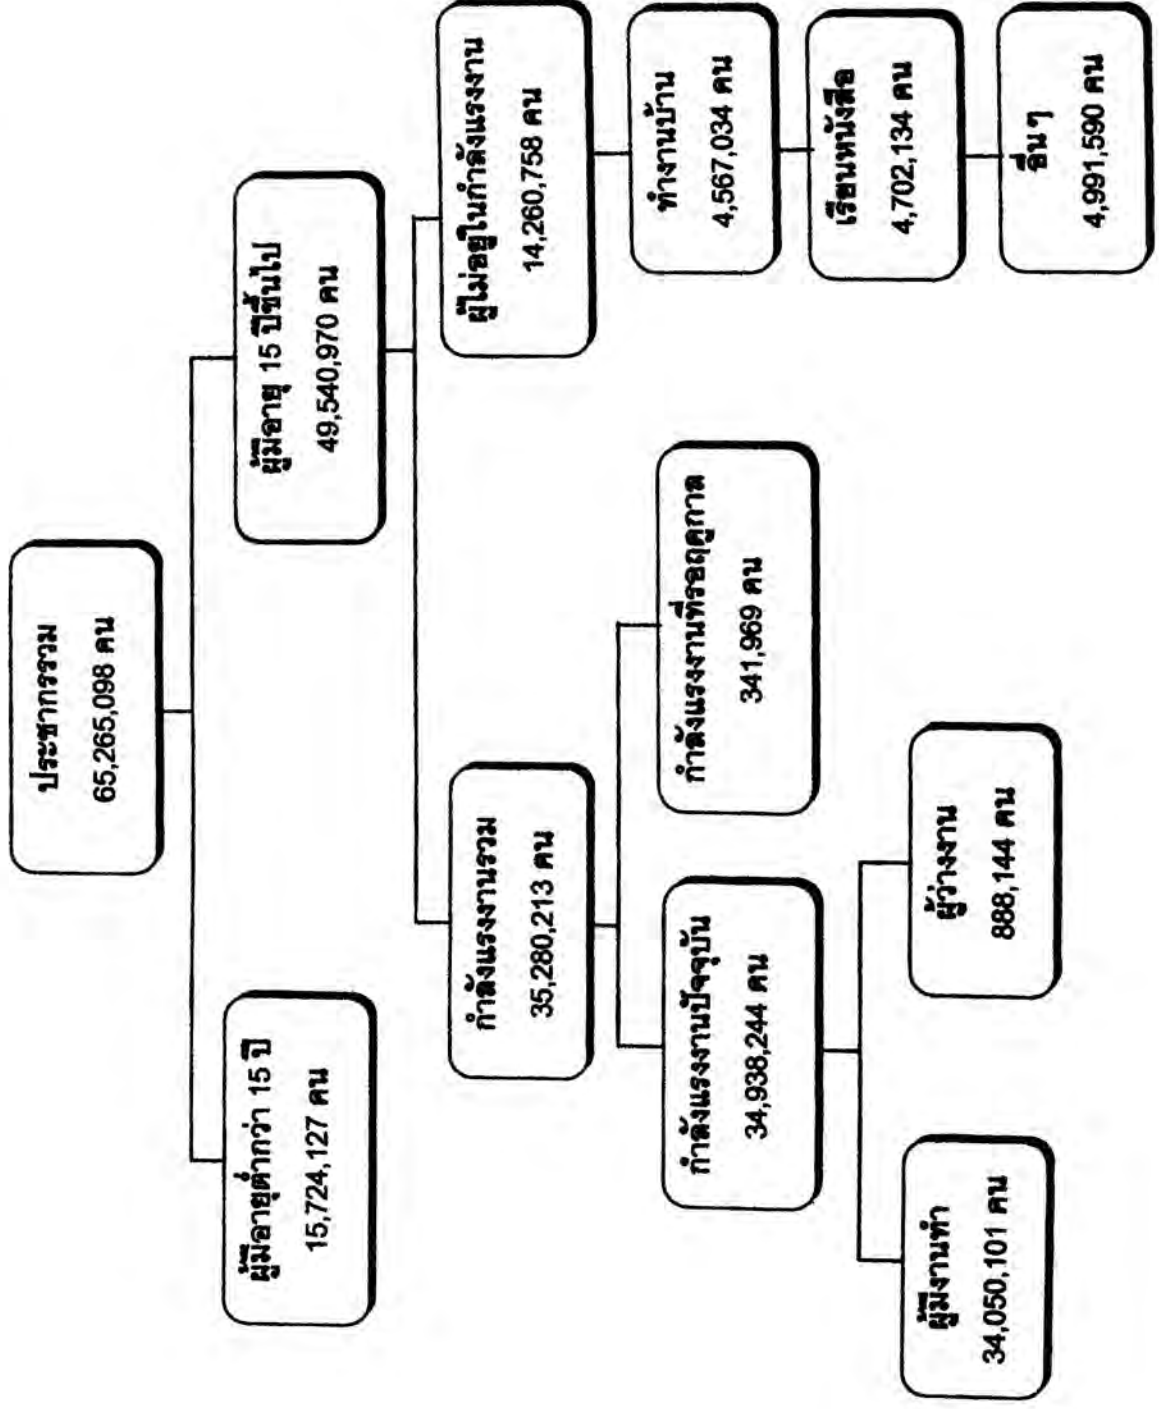 ประชากรรวม
65,265,098 คน
ผู้มีอายุต่ำกว่า 15 ปี
15,724,127 คน
ผู้มีอายุ 15 ปีขึ้นไป
49,540,970 คน
กำลังแรงงานรวม
35,280,213 คน
ผู้ไม่อยู่ในกำลังแรงงาน
14,260,758 คน
กำลังแรงงานปัจจุบัน
34,938,244 คน
กำลังแรงงานที่รอฤดูกาล
341,969 คน
ทำงานบ้าน
4,567,034 คน
เรียนหนังสือ
4,702,134 คน
อื่นๆ
4,991,590 คน
ผู้มีงานทำ
34,050,101 คน
ผู้ว่างงาน
888,144 คน